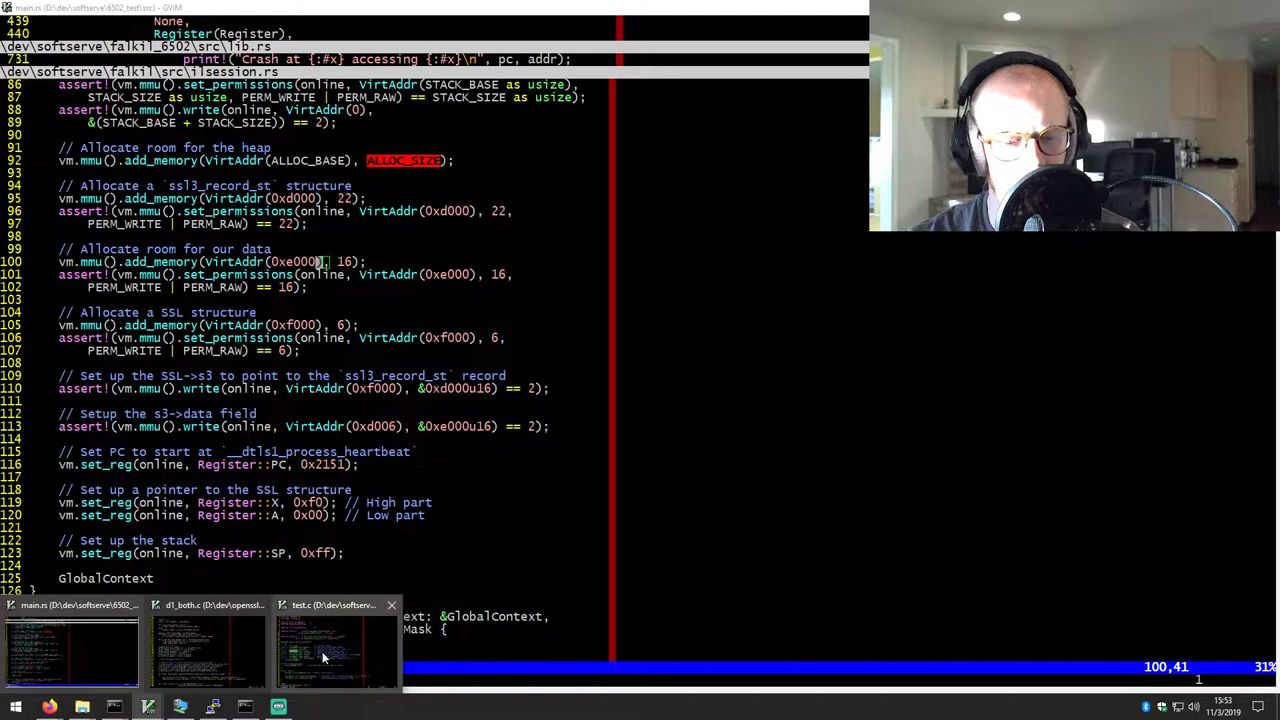 main.rs (D:\dev\softserve\6502_test\src) - GVIM
439 None,
440 Register(Register),
\dev\softserve\falkil_6502\src\lib.rs
731 print!("Crash at {:#x} accessing {:#x}\n", pc, addr);
\dev\softserve\falkil\src\ilsession.rs
86 assert!(vm.mmu().set_permissions(online, VirtAddr(STACK_BASE as usize),
87 STACK_SIZE as usize, PERM_WRITE | PERM_RAW) == STACK_SIZE as usize);
88 assert!(vm.mmu().write(online, VirtAddr(0),
89 &(STACK_BASE + STACK_SIZE)) == 2);
90
91 // Allocate room for the heap
92 vm.mmu().add_memory(VirtAddr(ALLOC_BASE), ALLOC_SIZE);
93
94 // Allocate a `ssl3_record_st` structure
95 vm.mmu().add_memory(VirtAddr(0xd000), 22);
96 assert!(vm.mmu().set_permissions(online, VirtAddr(0xd000), 22,
97 PERM_WRITE | PERM_RAW) == 22);
98
99 // Allocate room for our data
100 vm.mmu().add_memory(VirtAddr(0xe000), 16);
101 assert!(vm.mmu().set_permissions(online, VirtAddr(0xe000), 16,
102 PERM_WRITE | PERM_RAW) == 16);
103
104 // Allocate a SSL structure
105 vm.mmu().add_memory(VirtAddr(0xf000), 6);
106 assert!(vm.mmu().set_permissions(online, VirtAddr(0xf000), 6,
107 PERM_WRITE | PERM_RAW) == 6);
108
109 // Set up the SSL->s3 to point to the `ssl3_record_st` record
110 assert!(vm.mmu().write(online, VirtAddr(0xf000), &0xd000u16) == 2);
111
112 // Setup the s3->data field
113 assert!(vm.mmu().write(online, VirtAddr(0xd006), &0xe000u16) == 2);
114
115 // Set PC to start at `__dtls1_process_heartbeat`
116 vm.set_reg(online, Register::PC, 0x2151);
117
118 // Set up a pointer to the SSL structure
119 vm.set_reg(online, Register::X, 0xf0); // High part
120 vm.set_reg(online, Register::A, 0x00); // Low part
121
122 // Set up the stack
123 vm.set_reg(online, Register::SP, 0xff);
124
125 GlobalContext
126 }
main.rs (D:\dev\softserve\6502_... d1_both.c (D:\dev\openssl... test.c (D:\dev\softserv...
ext: &GlobalContext,
Mask {
100,41 31%
1
15:53
11/3/2019